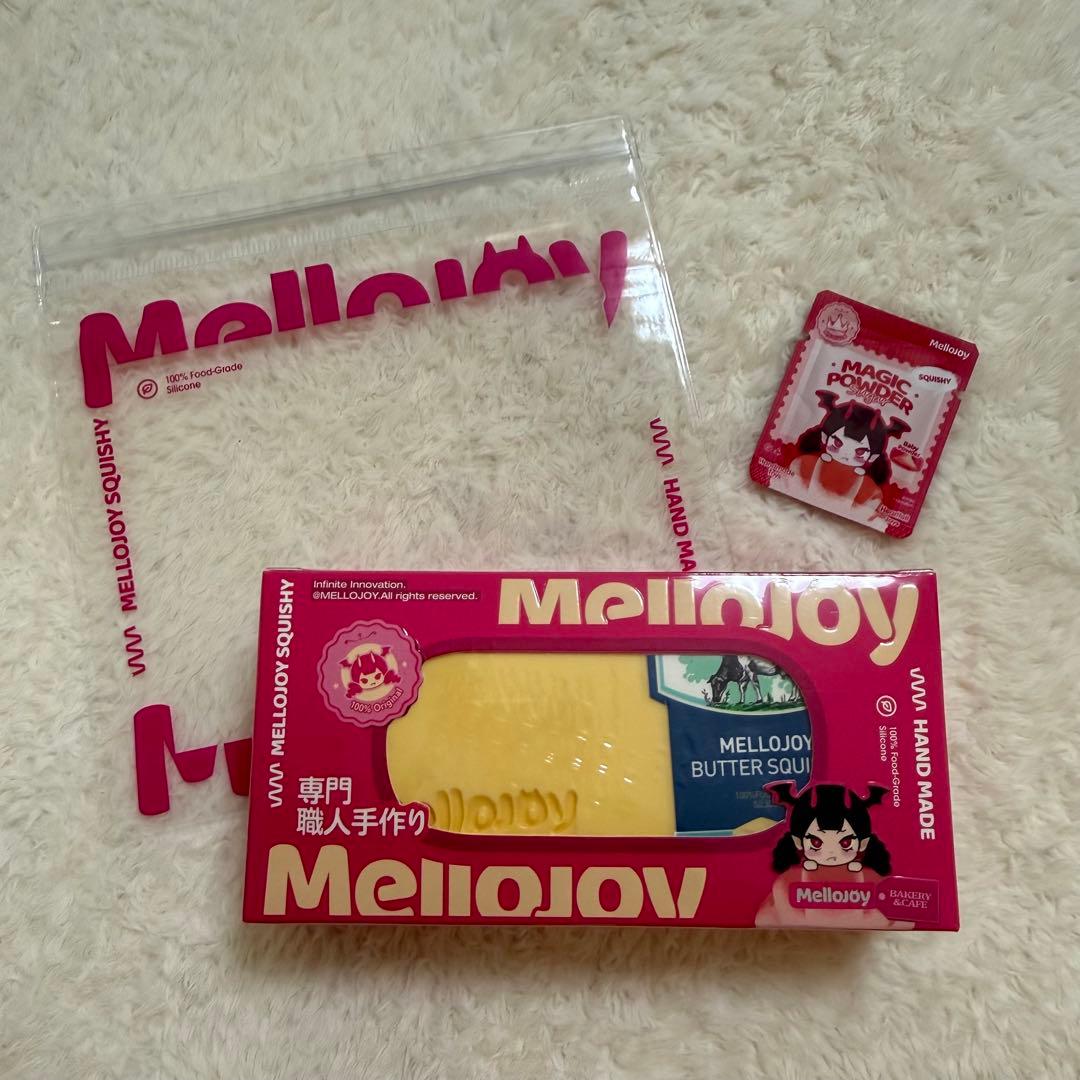 Mellojoy
100% Food-Grade
Silicone
MELLOJOY SQUISHY
HAND MA
Mellojoy
SQUISHY
MAGIC
POWDER
Infinite Innovation.
@MELLOJOY.All rights reserved.
Mellojoy
MELLOJOY SQUISHY
100% Original
MELLOJOY
BUTTER SQUI
llojoy
100% Food-Grade
Silicone
HAND MADE
専門
職人手作り
Mellojoy
Mellojoy
BAKERY
&CAFE